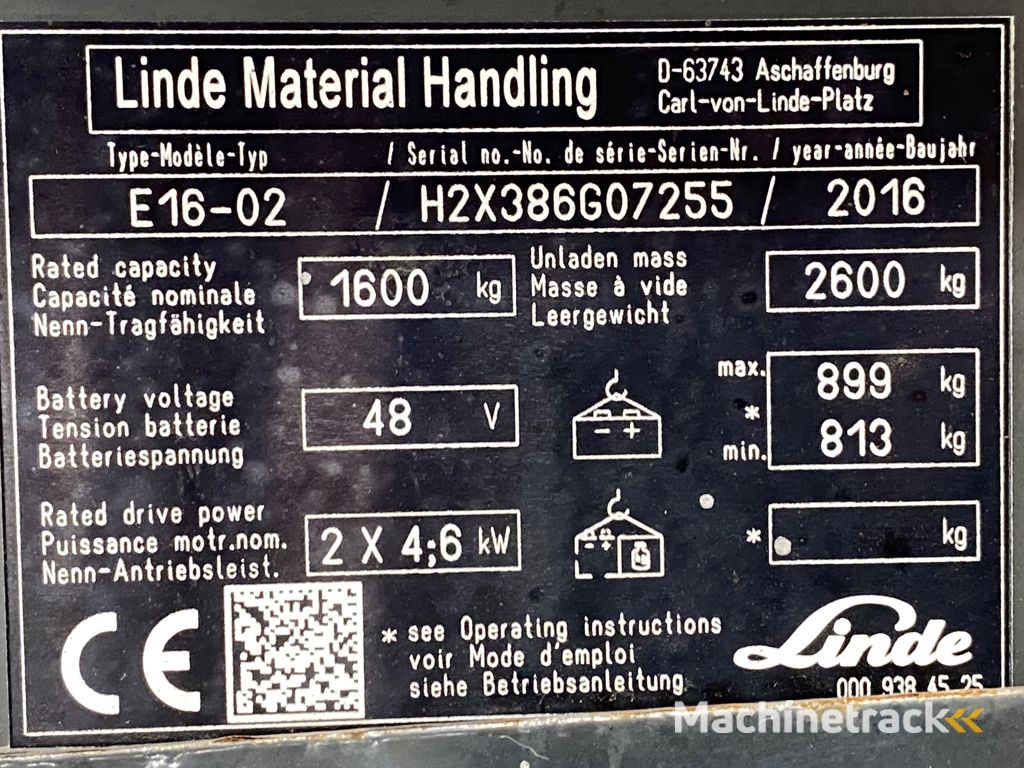 Linde Material Handling
D-63743 Aschaffenburg
Carl-von-Linde-Platz
Type-Modèle-Typ / Serial no.-No. de série-Serien-Nr. / year-année-Baujahr
E16-02 / H2X386G07255 / 2016
Rated capacity
Capacité nominale
Nenn-Tragfähigkeit
1600 kg
Unladen mass
Masse à vide
Leergewicht
2600 kg
Battery voltage
Tension batterie
Batteriespannung
48 V
- +
max. 899 kg
*
min. 813 kg
Rated drive power
Puissance motr.nom.
Nenn-Antriebsleist.
2 X 4;6 kW
- +
kg
* kg
CE
* see Operating instructions
voir Mode d'emploi
siehe Betriebsanleitung
Linde
000 938 45 25
Machinetrack